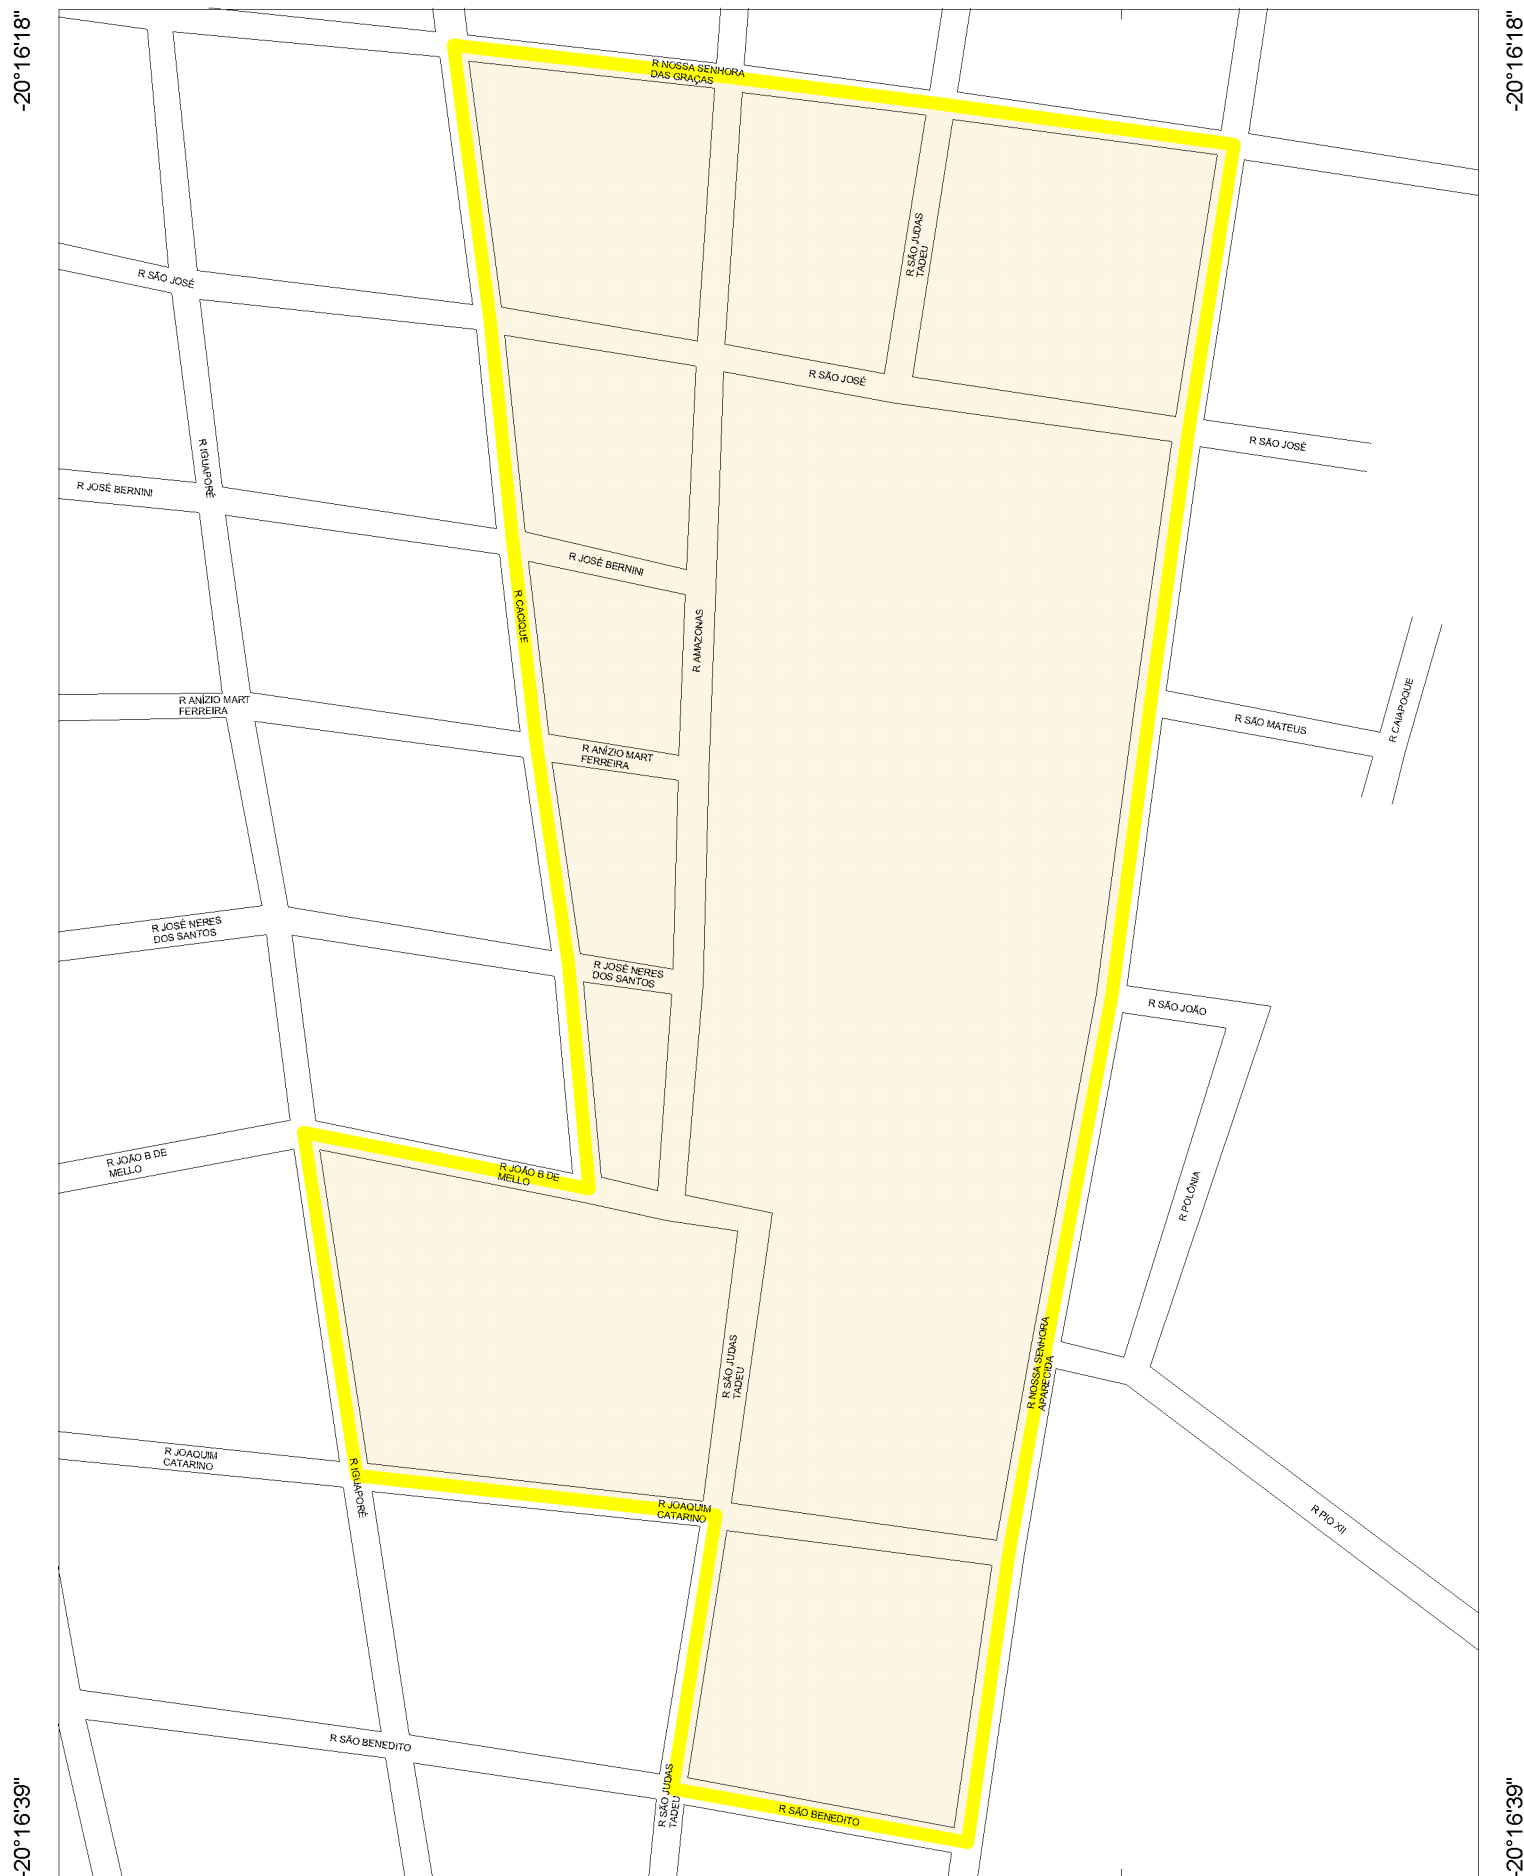 -20°16'18"
-20°16'18"
R NOSSA SENHORA
DAS GRAÇAS
R SÃO JUDAS
TADEU
R SÃO JOSÉ
R SÃO JOSÉ
R SÃO JOSÉ
R IGUAPORÉ
R JOSÉ BERNINI
R JOSÉ BERNINI
R CACIQUE
R AMAZONAS
R CAIAPOQUE
R ANÍZIO MART
FERREIRA
R SÃO MATEUS
R ANÍZIO MART
FERREIRA
R JOSÉ NERES
DOS SANTOS
R JOSÉ NERES
DOS SANTOS
R SÃO JOÃO
R JOÃO B DE
MELLO
R JOÃO B DE
MELLO
R POLÔNIA
R SÃO JUDAS
TADEU
R NOSSA SENHORA
APARECIDA
R JOAQUIM
CATARINO
R IGUAPORÉ
R JOAQUIM
CATARINO
R PIO XII
R SÃO BENEDITO
R SÃO JUDAS
TADEU
R SÃO BENEDITO
-20°16'39"
-20°16'39"